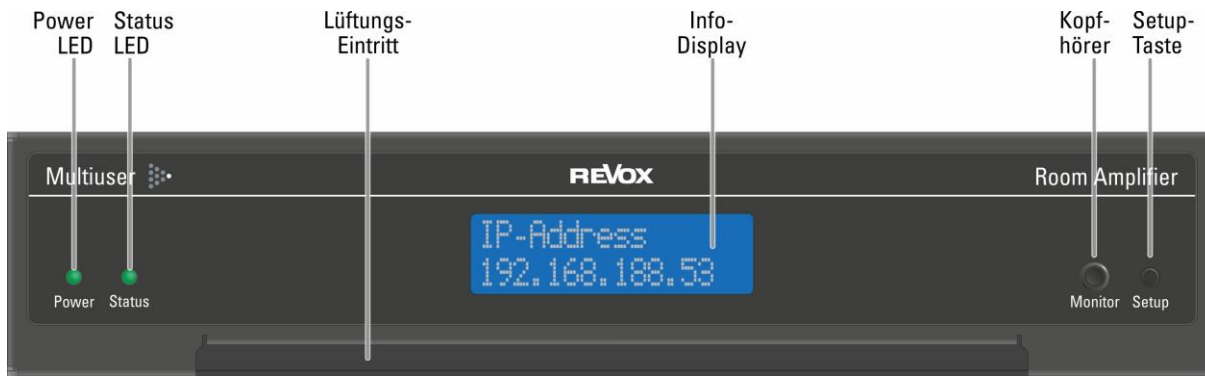 Power LED
Status LED
Lüftungs-
Eintritt
Info-
Display
Kopf-
hörer
Setup-
Taste
Multiuser
REVOX
Room Amplifier
IP-Address
192.168.188.53
Power
Status
Monitor
Setup